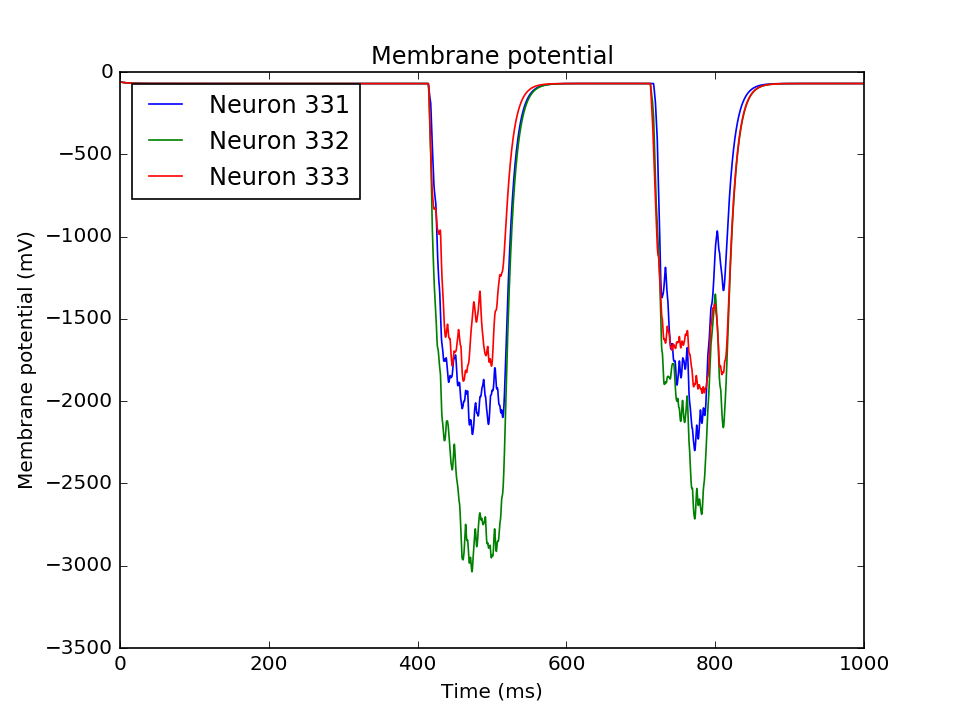 Membrane potential
0
−500
−1000
−1500
−2000
−2500
−3000
−3500
Membrane potential (mV)
Neuron 331
Neuron 332
Neuron 333
0 200 400 600 800 1000
Time (ms)